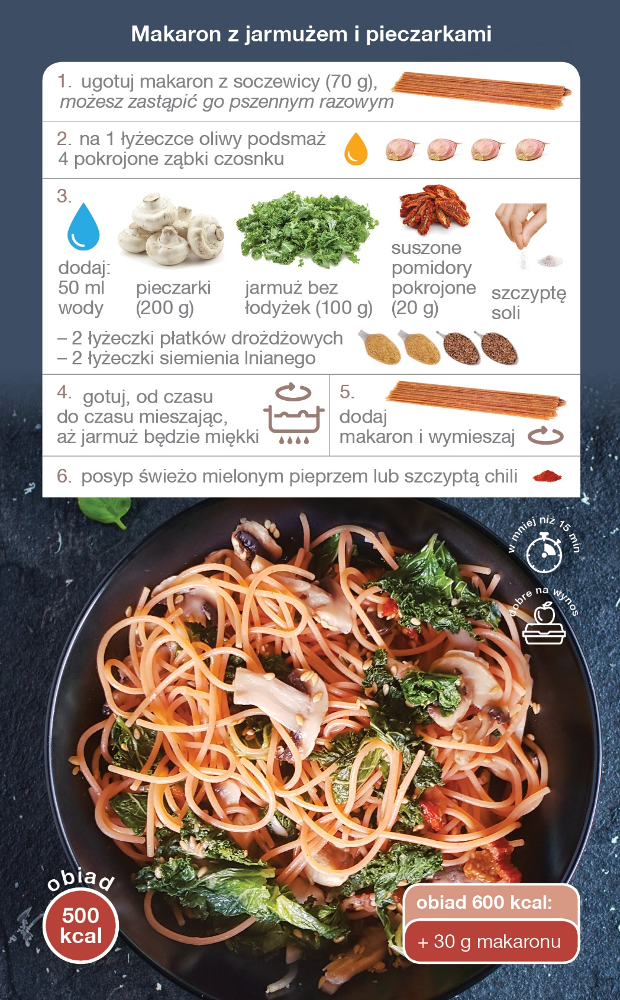 Makaron z jarmużem i pieczarkami
1. ugotuj makaron z soczewicy (70 g),
możesz zastąpić go pszennym razowym
2. na 1 łyżeczce oliwy podsmaż
4 pokrojone ząbki czosnku
3.
dodaj:
50 ml
wody
pieczarki
(200 g)
jarmuż bez
łodyżek (100 g)
suszone
pomidory
pokrojone
(20 g)
szczyptę
soli
– 2 łyżeczki płatków drożdżowych
– 2 łyżeczki siemienia lnianego
4. gotuj, od czasu
do czasu mieszając,
aż jarmuż będzie miękki
5.
dodaj
makaron i wymieszaj
6. posyp świeżo mielonym pieprzem lub szczyptą chili
w mniej niż 15 min
dobre na wynos
obiad
500
kcal
obiad 600 kcal:
+ 30 g makaronu